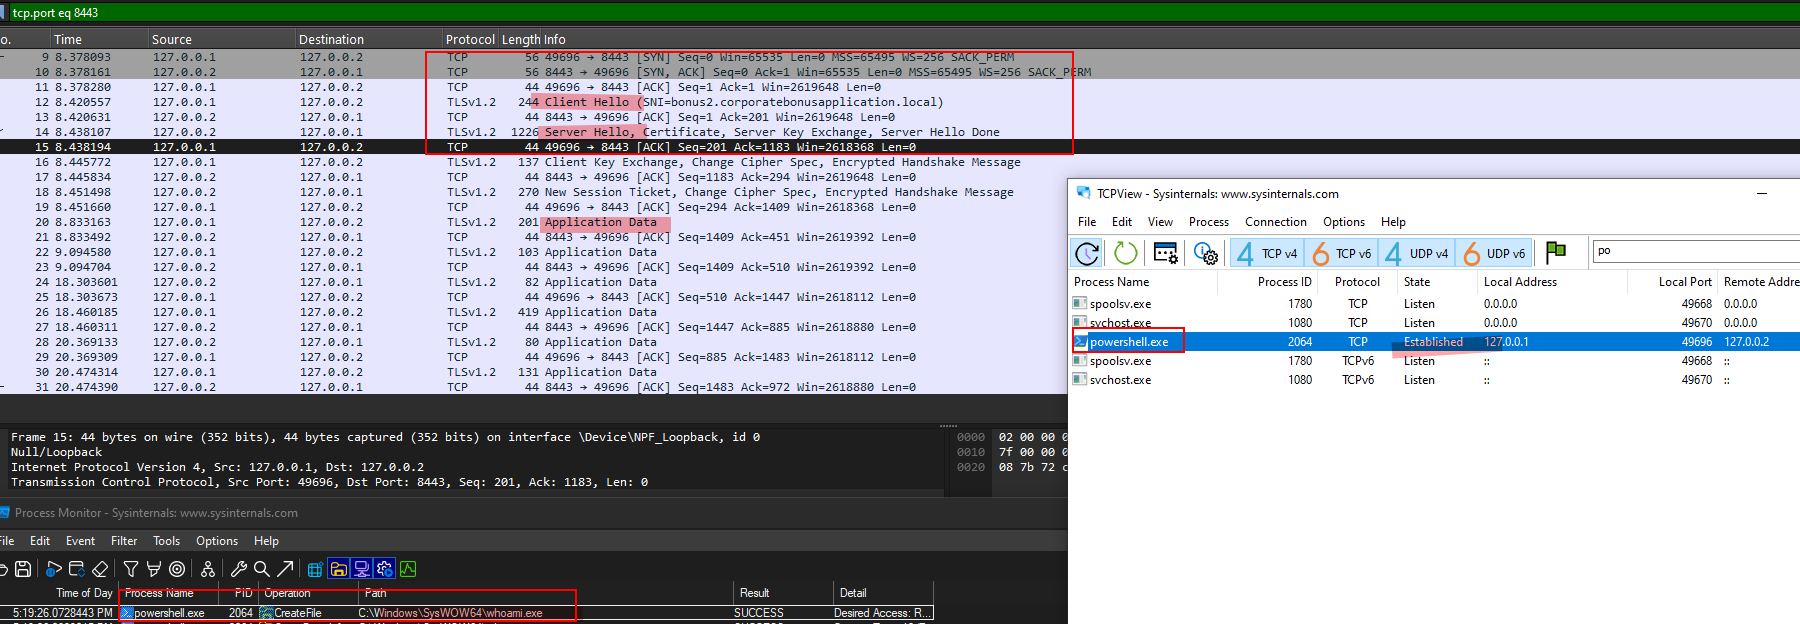 tcp.port eq 8443
o. Time Source Destination Protocol Length Info
9 8.378093 127.0.0.1 127.0.0.2 TCP 56 49696 → 8443 [SYN] Seq=0 Win=65535 Len=0 MSS=65495 WS=256 SACK_PERM
10 8.378161 127.0.0.2 127.0.0.1 TCP 56 8443 → 49696 [SYN, ACK] Seq=0 Ack=1 Win=65535 Len=0 MSS=65495 WS=256 SACK_PERM
11 8.378280 127.0.0.1 127.0.0.2 TCP 44 49696 → 8443 [ACK] Seq=1 Ack=1 Win=2619648 Len=0
12 8.420557 127.0.0.1 127.0.0.2 TLSv1.2 244 Client Hello (SNI=bonus2.corporatebonusapplication.local)
13 8.420631 127.0.0.2 127.0.0.1 TCP 44 8443 → 49696 [ACK] Seq=1 Ack=201 Win=2619648 Len=0
14 8.438107 127.0.0.2 127.0.0.1 TLSv1.2 1226 Server Hello, Certificate, Server Key Exchange, Server Hello Done
15 8.438194 127.0.0.1 127.0.0.2 TCP 44 49696 → 8443 [ACK] Seq=201 Ack=1183 Win=2618368 Len=0
16 8.445772 127.0.0.1 127.0.0.2 TLSv1.2 137 Client Key Exchange, Change Cipher Spec, Encrypted Handshake Message
17 8.445834 127.0.0.2 127.0.0.1 TCP 44 8443 → 49696 [ACK] Seq=1183 Ack=294 Win=2619648 Len=0
18 8.451498 127.0.0.2 127.0.0.1 TLSv1.2 270 New Session Ticket, Change Cipher Spec, Encrypted Handshake Message
19 8.451660 127.0.0.1 127.0.0.2 TCP 44 49696 → 8443 [ACK] Seq=294 Ack=1409 Win=2618368 Len=0
20 8.833163 127.0.0.1 127.0.0.2 TLSv1.2 201 Application Data
21 8.833492 127.0.0.2 127.0.0.1 TCP 44 8443 → 49696 [ACK] Seq=1409 Ack=451 Win=2619392 Len=0
22 9.094580 127.0.0.1 127.0.0.2 TLSv1.2 103 Application Data
23 9.094704 127.0.0.2 127.0.0.1 TCP 44 8443 → 49696 [ACK] Seq=1409 Ack=510 Win=2619392 Len=0
24 18.303601 127.0.0.2 127.0.0.1 TLSv1.2 82 Application Data
25 18.303673 127.0.0.1 127.0.0.2 TCP 44 49696 → 8443 [ACK] Seq=510 Ack=1447 Win=2618112 Len=0
26 18.460185 127.0.0.1 127.0.0.2 TLSv1.2 419 Application Data
27 18.460311 127.0.0.2 127.0.0.1 TCP 44 8443 → 49696 [ACK] Seq=1447 Ack=885 Win=2618880 Len=0
28 20.369133 127.0.0.2 127.0.0.1 TLSv1.2 80 Application Data
29 20.369309 127.0.0.1 127.0.0.2 TCP 44 49696 → 8443 [ACK] Seq=885 Ack=1483 Win=2618112 Len=0
30 20.474314 127.0.0.1 127.0.0.2 TLSv1.2 131 Application Data
31 20.474390 127.0.0.2 127.0.0.1 TCP 44 8443 → 49696 [ACK] Seq=1483 Ack=972 Win=2618880 Len=0
Frame 15: 44 bytes on wire (352 bits), 44 bytes captured (352 bits) on interface \Device\NPF_Loopback, id 0
Null/Loopback
Internet Protocol Version 4, Src: 127.0.0.1, Dst: 127.0.0.2
Transmission Control Protocol, Src Port: 49696, Dst Port: 8443, Seq: 201, Ack: 1183, Len: 0
0000 02 00 00 0
0010 7f 00 00 0
0020 08 7b 72 c
TCPView - Sysinternals: www.sysinternals.com
File Edit View Process Connection Options Help
4 TCP v4 6 TCP v6 4 UDP v4 6 UDP v6 po
Process Name Process ID Protocol State Local Address Local Port Remote Addre
spoolsv.exe 1780 TCP Listen 0.0.0.0 49668 0.0.0.0
svchost.exe 1080 TCP Listen 0.0.0.0 49670 0.0.0.0
powershell.exe 2064 TCP Established 127.0.0.1 49696 127.0.0.2
spoolsv.exe 1780 TCPv6 Listen :: 49668 ::
svchost.exe 1080 TCPv6 Listen :: 49670 ::
Process Monitor - Sysinternals: www.sysinternals.com
File Edit Event Filter Tools Options Help
Time of Day Process Name PID Operation Path Result Detail
5:19:26.0728443 PM powershell.exe 2064 CreateFile C:\Windows\SysWOW64\whoami.exe SUCCESS Desired Access: R...